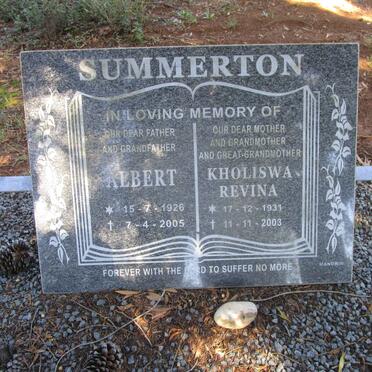 SUMMERTON
IN LOVING MEMORY OF
OUR DEAR FATHER
AND GRANDFATHER
ALBERT
* 15 - 7 - 1926
† 7 - 4 - 2005
OUR DEAR MOTHER
AND GRANDMOTHER
AND GREAT-GRANDMOTHER
KHOLISWA
REVINA
* 17 - 12 - 1931
† 11 - 11 - 2003
FOREVER WITH THE LORD TO SUFFER NO MORE